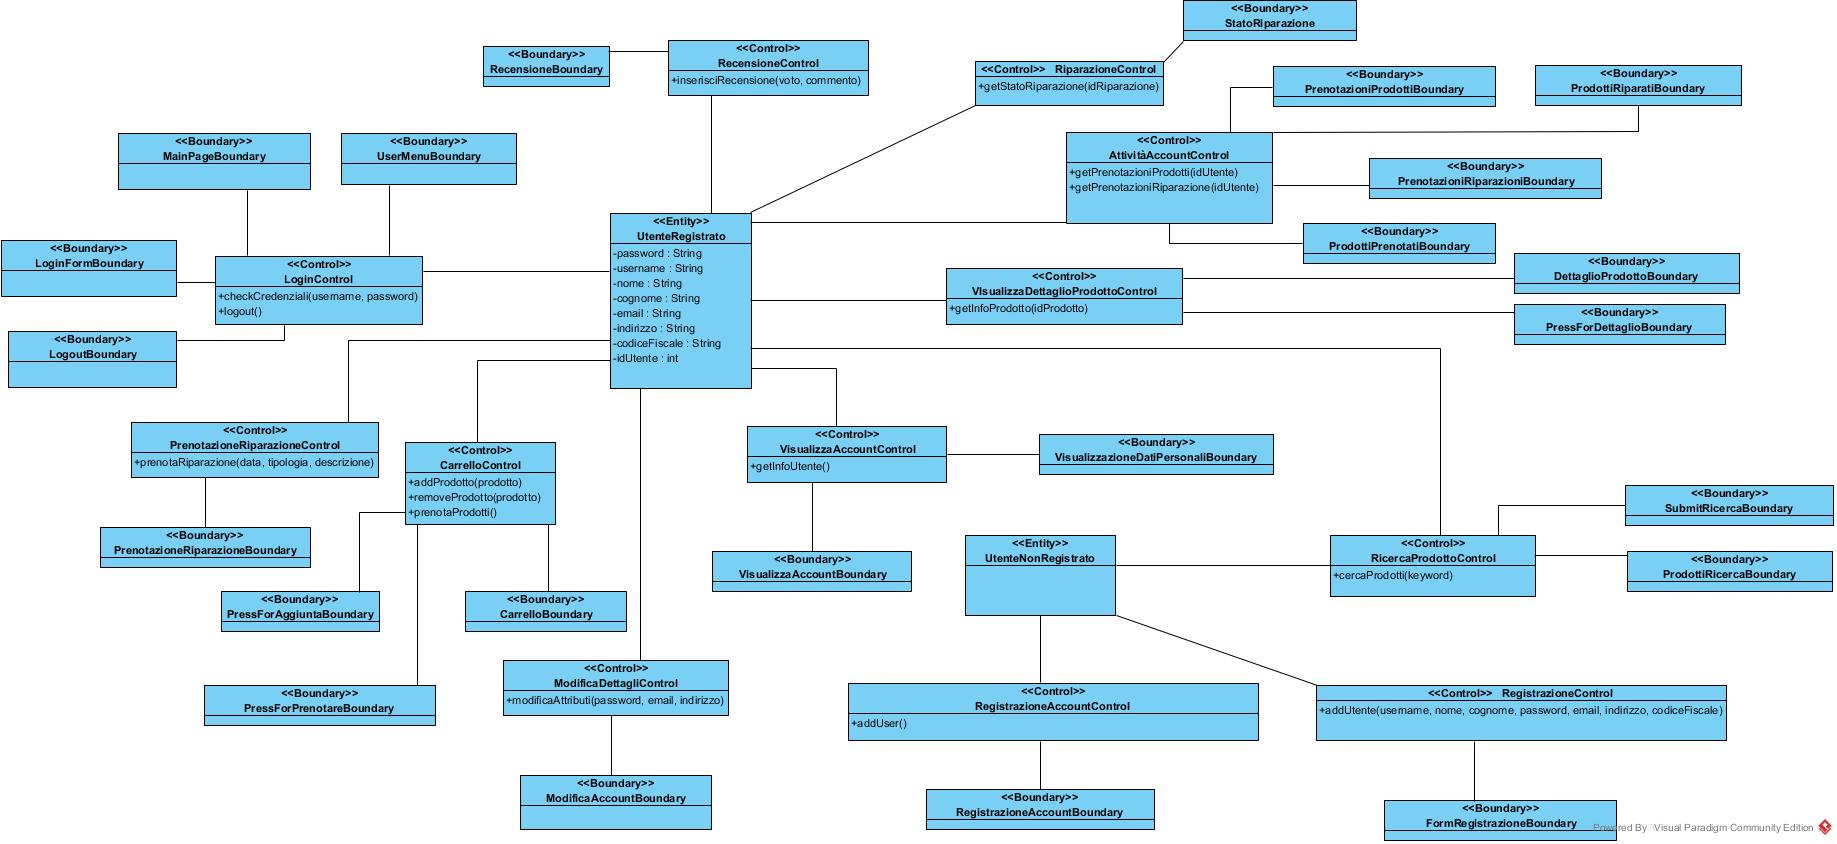 <<Boundary>>
StatoRiparazione
<<Boundary>>
RecensioneBoundary
<<Control>>
RecensioneControl
+inserisciRecensione(voto, commento)
<<Control>> RiparazioneControl
+getStatoRiparazione(idRiparazione)
<<Boundary>>
PrenotazioniProdottiBoundary
<<Boundary>>
ProdottiRiparatiBoundary
<<Boundary>>
MainPageBoundary
<<Boundary>>
UserMenuBoundary
<<Control>>
AttivitàAccountControl
+getPrenotazioniProdotti(idUtente)
+getPrenotazioniRiparazione(idUtente)
<<Boundary>>
PrenotazioniRiparazioniBoundary
<<Boundary>>
ProdottiPrenotatiBoundary
<<Entity>>
UtenteRegistrato
-password : String
-username : String
-nome : String
-cognome : String
-email : String
-indirizzo : String
-codiceFiscale : String
-idUtente : int
<<Boundary>>
LoginFormBoundary
<<Control>>
LoginControl
+checkCredenziali(username, password)
+logout()
<<Boundary>>
LogoutBoundary
<<Control>>
VIsualizzaDettaglioProdottoControl
+getInfoProdotto(idProdotto)
<<Boundary>>
DettaglioProdottoBoundary
<<Boundary>>
PressForDettaglioBoundary
<<Control>>
PrenotazioneRiparazioneControl
+prenotaRiparazione(data, tipologia, descrizione)
<<Control>>
CarrelloControl
+addProdotto(prodotto)
+removeProdotto(prodotto)
+prenotaProdotti()
<<Control>>
VisualizzaAccountControl
+getInfoUtente()
<<Boundary>>
VisualizzazioneDatiPersonaliBoundary
<<Boundary>>
SubmitRicercaBoundary
<<Boundary>>
PrenotazioneRiparazioneBoundary
<<Boundary>>
VisualizzaAccountBoundary
<<Entity>>
UtenteNonRegistrato
<<Control>>
RicercaProdottoControl
+cercaProdotti(keyword)
<<Boundary>>
ProdottiRicercaBoundary
<<Boundary>>
PressForAggiuntaBoundary
<<Boundary>>
CarrelloBoundary
<<Boundary>>
PressForPrenotareBoundary
<<Control>>
ModificaDettagliControl
+modificaAttributi(password, email, indirizzo)
<<Control>>
RegistrazioneAccountControl
+addUser()
<<Control>> RegistrazioneControl
+addUtente(username, nome, cognome, password, email, indirizzo, codiceFiscale)
<<Boundary>>
ModificaAccountBoundary
<<Boundary>>
RegistrazioneAccountBoundary
<<Boundary>>
FormRegistrazioneBoundary
Powered By Visual Paradigm Community Edition